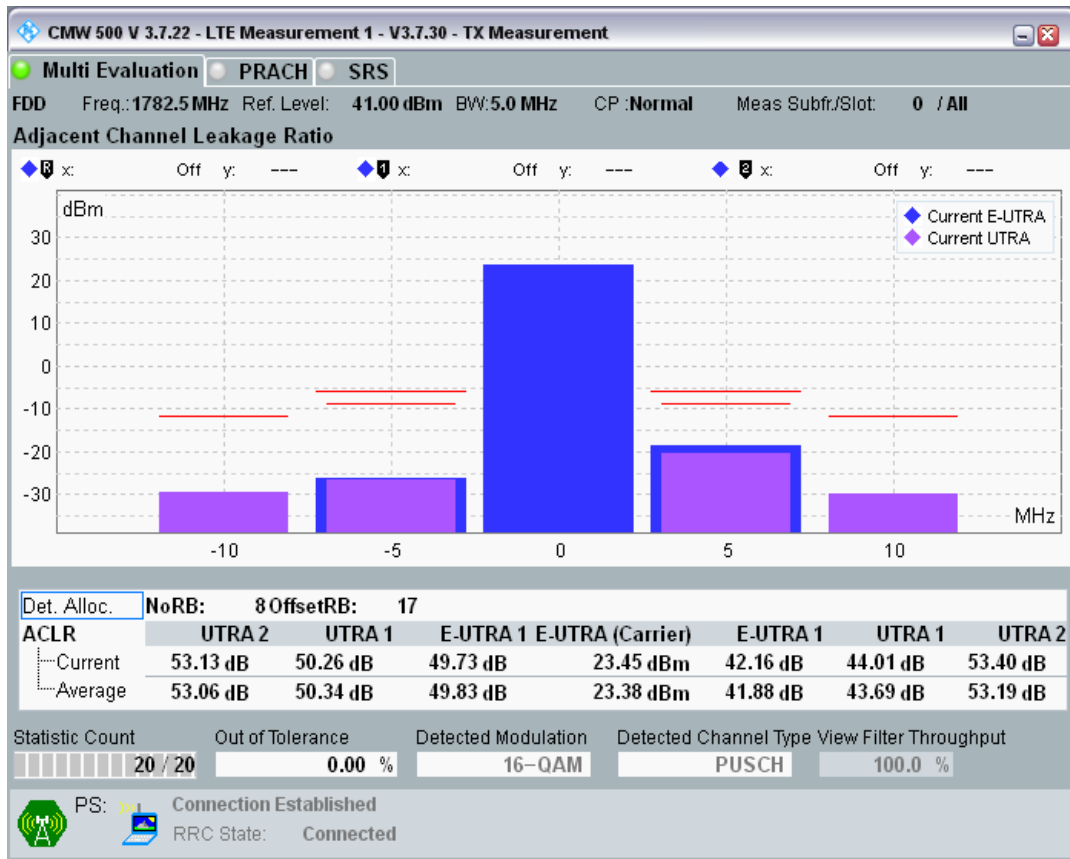 CMW 500 V 3.7.22 - LTE Measurement 1 - V3.7.30 - TX Measurement
Multi Evaluation PRACH SRS
FDD Freq.:1782.5 MHz Ref. Level: 41.00 dBm BW:5.0 MHz CP :Normal Meas Subfr./Slot: 0 / All
Adjacent Channel Leakage Ratio
R x: Off y: --- 1 x: Off y: --- 2 x: Off y: ---
dBm
Current E-UTRA
Current UTRA
30
20
10
0
-10
-20
-30
MHz
-10 -5 0 5 10
Det. Alloc. NoRB: 8 OffsetRB: 17
ACLR UTRA 2 UTRA 1 E-UTRA 1 E-UTRA (Carrier) E-UTRA 1 UTRA 1 UTRA 2
Current 53.13 dB 50.26 dB 49.73 dB 23.45 dBm 42.16 dB 44.01 dB 53.40 dB
Average 53.06 dB 50.34 dB 49.83 dB 23.38 dBm 41.88 dB 43.69 dB 53.19 dB
Statistic Count Out of Tolerance Detected Modulation Detected Channel Type View Filter Throughput
20 / 20 0.00 % 16-QAM PUSCH 100.0 %
PS: Connection Established
RRC State: Connected